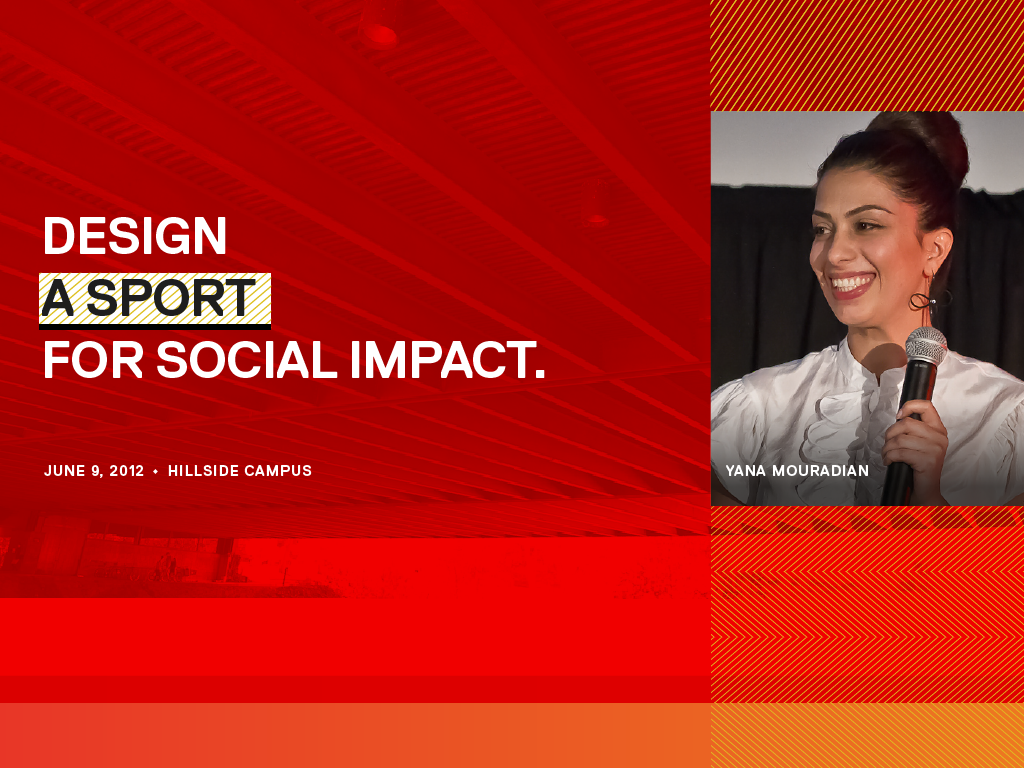 DESIGN
A SPORT
FOR SOCIAL IMPACT.
JUNE 9, 2012 • HILLSIDE CAMPUS
YANA MOURADIAN